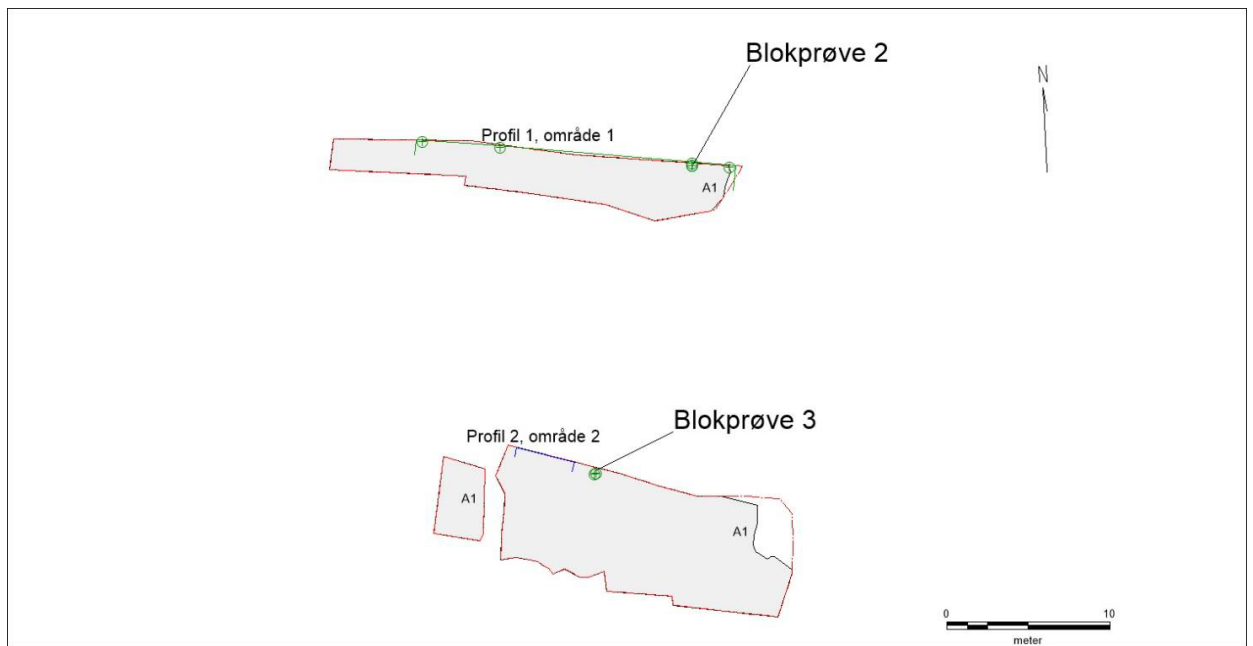 Blokprøve 2
N
Profil 1, område 1
A1
Blokprøve 3
Profil 2, område 2
A1
A1
0 10
meter